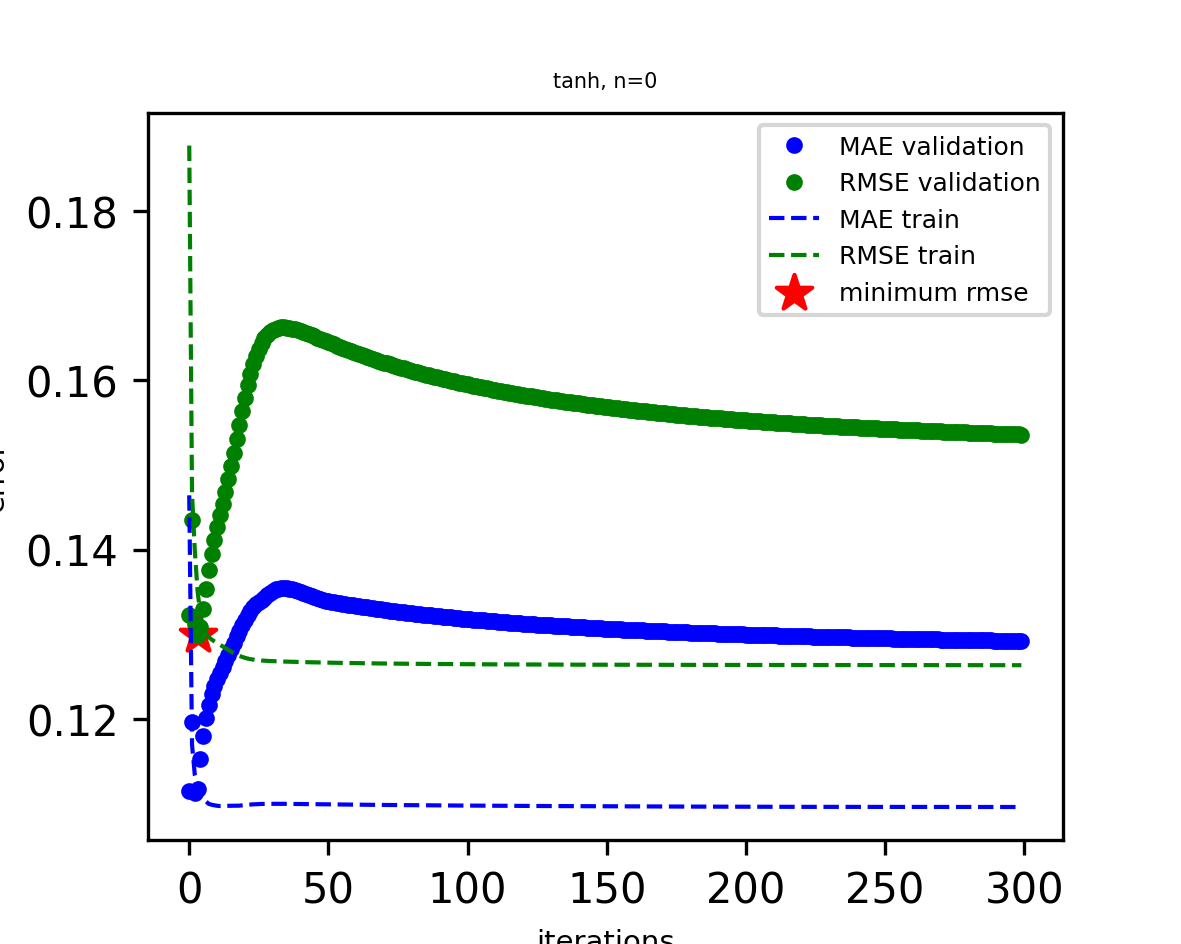 tanh, n=0
MAE validation
RMSE validation
MAE train
RMSE train
minimum rmse
0.18
0.16
0.14
0.12
0 50 100 150 200 250 300
iterations